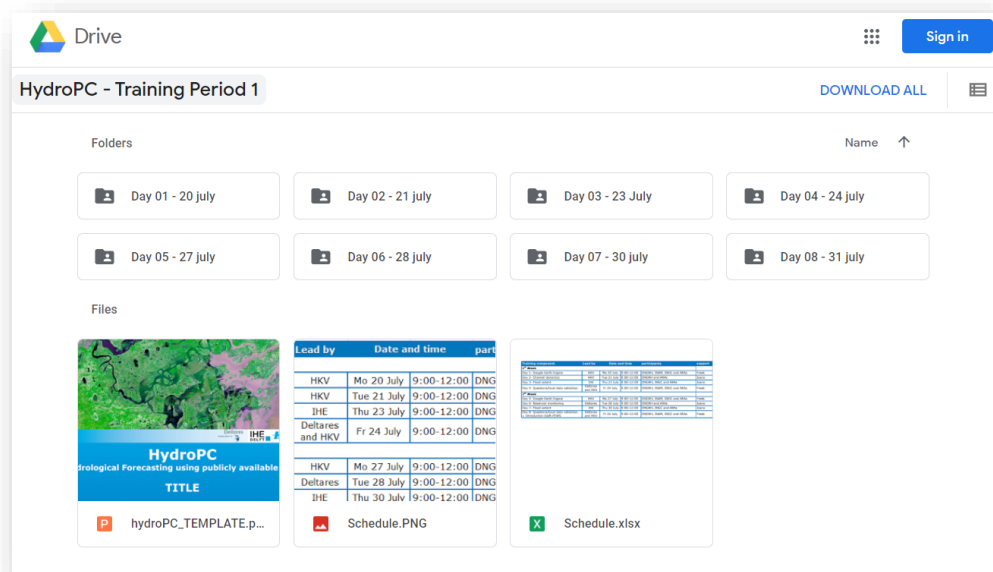 Drive
Sign in
HydroPC - Training Period 1
DOWNLOAD ALL
Folders
Name
Day 01 - 20 july
Day 02 - 21 july
Day 03 - 23 July
Day 04 - 24 july
Day 05 - 27 july
Day 06 - 28 july
Day 07 - 30 july
Day 08 - 31 july
Files
Deltares
IHE
DELFT
HydroPC
drological Forecasting using publicly available
TITLE
Lead by Date and time part
HKV Mo 20 July 9:00-12:00 DNG
HKV Tue 21 July 9:00-12:00 DNG
IHE Thu 23 July 9:00-12:00 DNG
Deltares
and HKV Fr 24 July 9:00-12:00 DNG
HKV Mo 27 July 9:00-12:00 DNG
Deltares Tue 28 July 9:00-12:00 DNG
IHE Thu 30 July 9:00-12:00 DNG
hydroPC_TEMPLATE.p...
Schedule.PNG
Schedule.xlsx